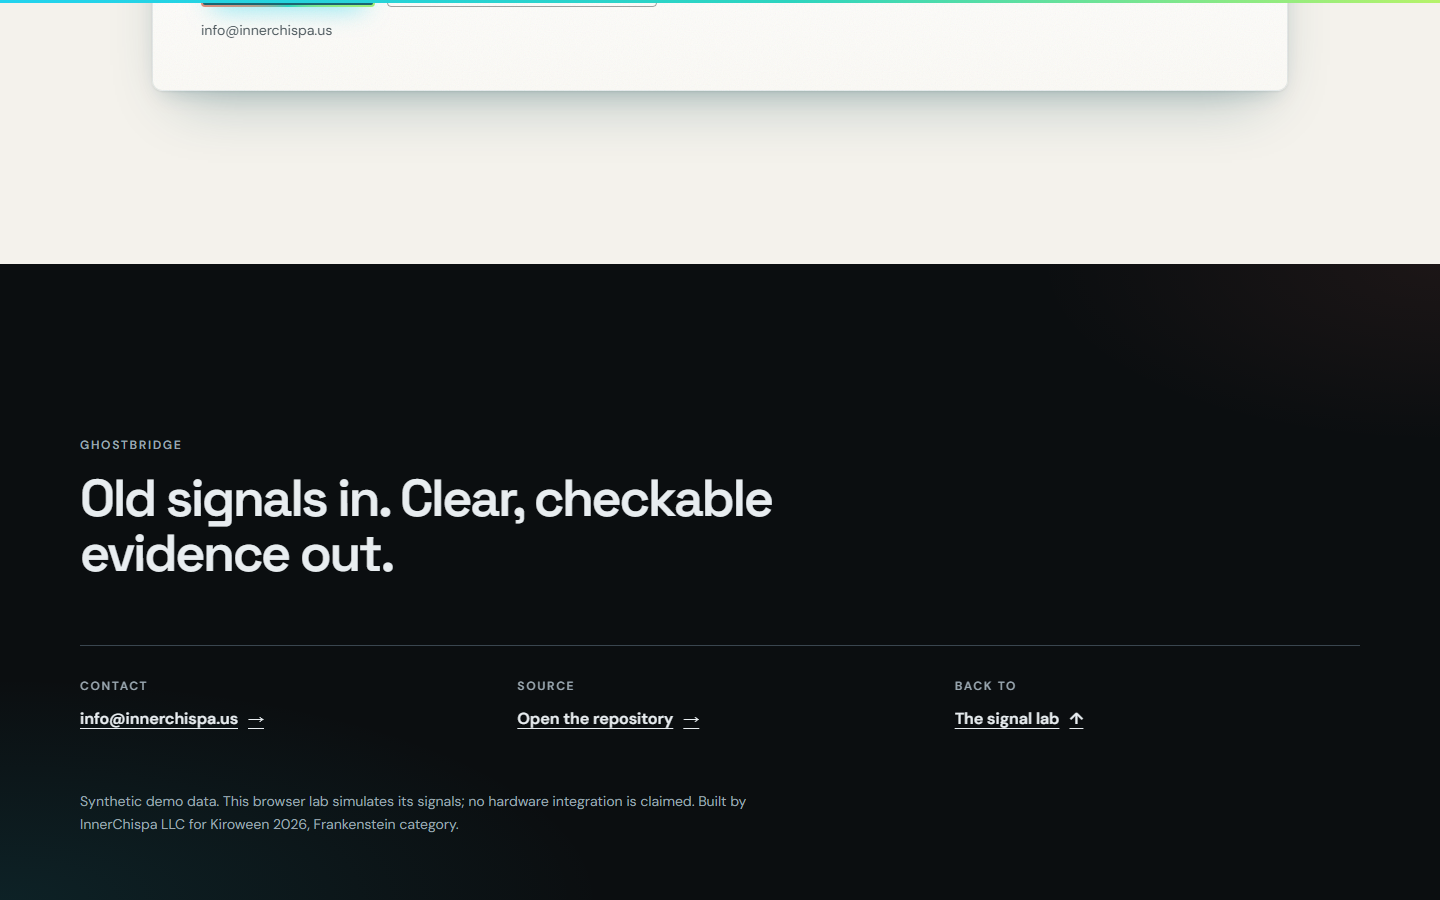 info@innerchispa.us
GHOSTBRIDGE
Old signals in. Clear, checkable
evidence out.
CONTACT
SOURCE
BACK TO
info@innerchispa.us →
Open the repository →
The signal lab ↑
Synthetic demo data. This browser lab simulates its signals; no hardware integration is claimed. Built by
InnerChispa LLC for Kiroween 2026, Frankenstein category.